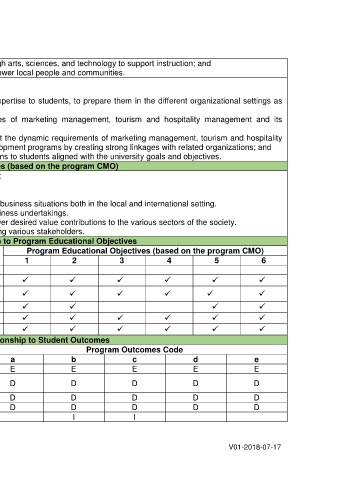 gh arts, sciences, and technology to support instruction; and
ower local people and communities.
xpertise to students, to prepare them in the different organizational settings as
es of marketing management, tourism and hospitality management and its
t the dynamic requirements of marketing management, tourism and hospitality
opment programs by creating strong linkages with related organizations; and
ns to students aligned with the university goals and objectives.
es (based on the program CMO)
:
business situations both in the local and international setting.
iness undertakings.
er desired value contributions to the various sectors of the society.
ng various stakeholders.
p to Program Educational Objectives
Program Educational Objectives (based on the program CMO)
1 2 3 4 5 6
✓ ✓ ✓ ✓ ✓ ✓
✓ ✓ ✓ ✓ ✓ ✓
✓ ✓ ✓ ✓
✓ ✓ ✓ ✓ ✓ ✓
✓ ✓ ✓ ✓ ✓ ✓
onship to Student Outcomes
Program Outcomes Code
a b c d e
E E E E E
D D D D D
D D D D D
D D D D D
I I
V01-2018-07-17